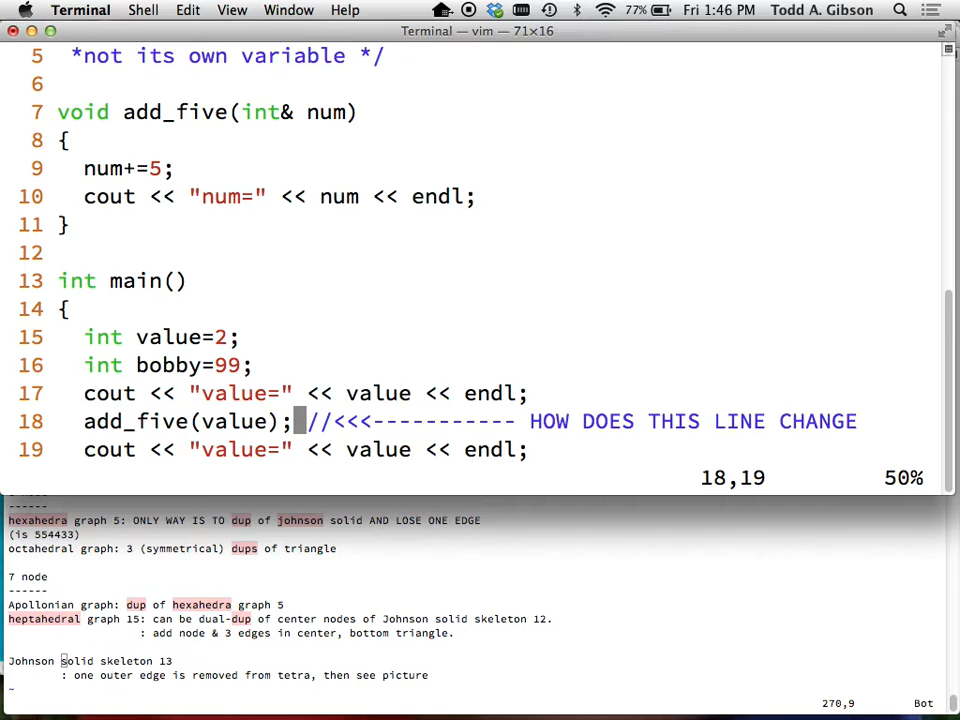 Terminal Shell Edit View Window Help 77% Fri 1:46 PM Todd A. Gibson
Terminal — vim — 71×16
5 *not its own variable */
6
7 void add_five(int& num)
8 {
9 num+=5;
10 cout << "num=" << num << endl;
11 }
12
13 int main()
14 {
15 int value=2;
16 int bobby=99;
17 cout << "value=" << value << endl;
18 add_five(value); //<<<----------- HOW DOES THIS LINE CHANGE
19 cout << "value=" << value << endl;
18,19 50%
------
hexahedra graph 5: ONLY WAY IS TO dup of johnson solid AND LOSE ONE EDGE
(is 554433)
octahedral graph: 3 (symmetrical) dups of triangle
7 node
------
Apollonian graph: dup of hexahedra graph 5
heptahedral graph 15: can be dual-dup of center nodes of Johnson solid skeleton 12.
: add node & 3 edges in center, bottom triangle.
Johnson solid skeleton 13
: one outer edge is removed from tetra, then see picture
~
270,9 Bot